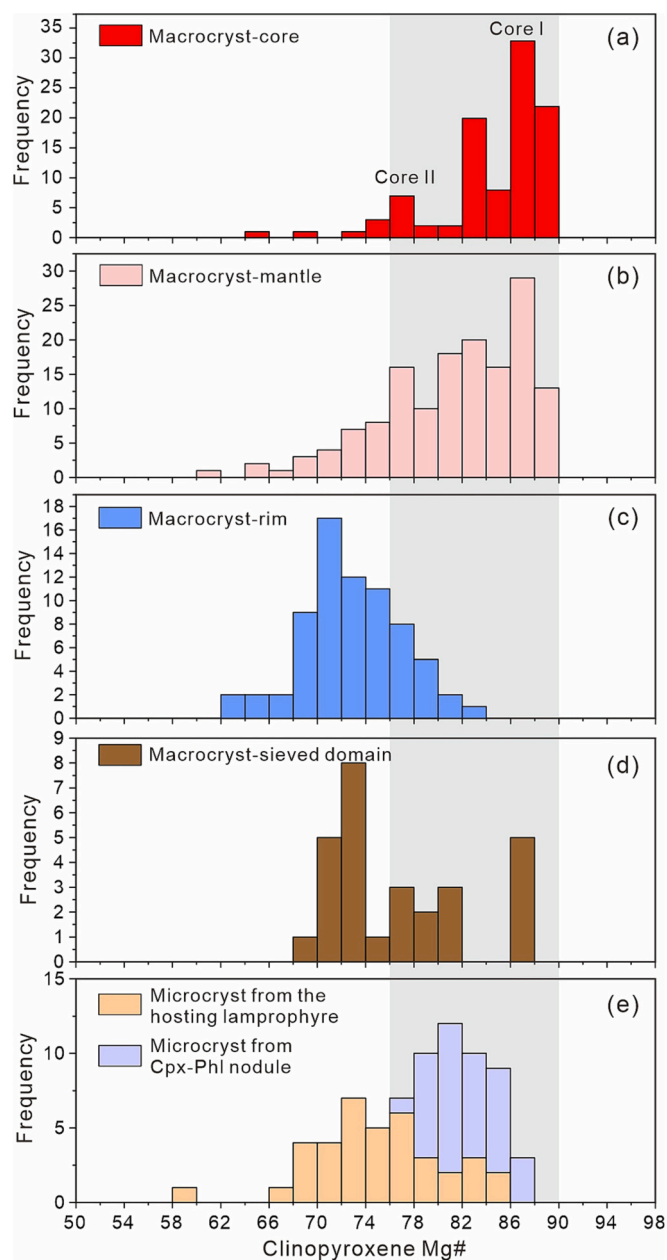 35
30
25
20
15
10
5
0
Frequency
Macrocryst-core
Core I
(a)
Core II
30
25
20
15
10
5
0
Frequency
Macrocryst-mantle
(b)
18
16
14
12
10
8
6
4
2
0
Frequency
Macrocryst-rim
(c)
9
8
7
6
5
4
3
2
1
0
Frequency
Macrocryst-sieved domain
(d)
15
10
5
0
Frequency
Microcryst from the
hosting lamprophyre
Microcryst from
Cpx-Phl nodule
(e)
50 54 58 62 66 70 74 78 82 86 90 94 98
Clinopyroxene Mg#